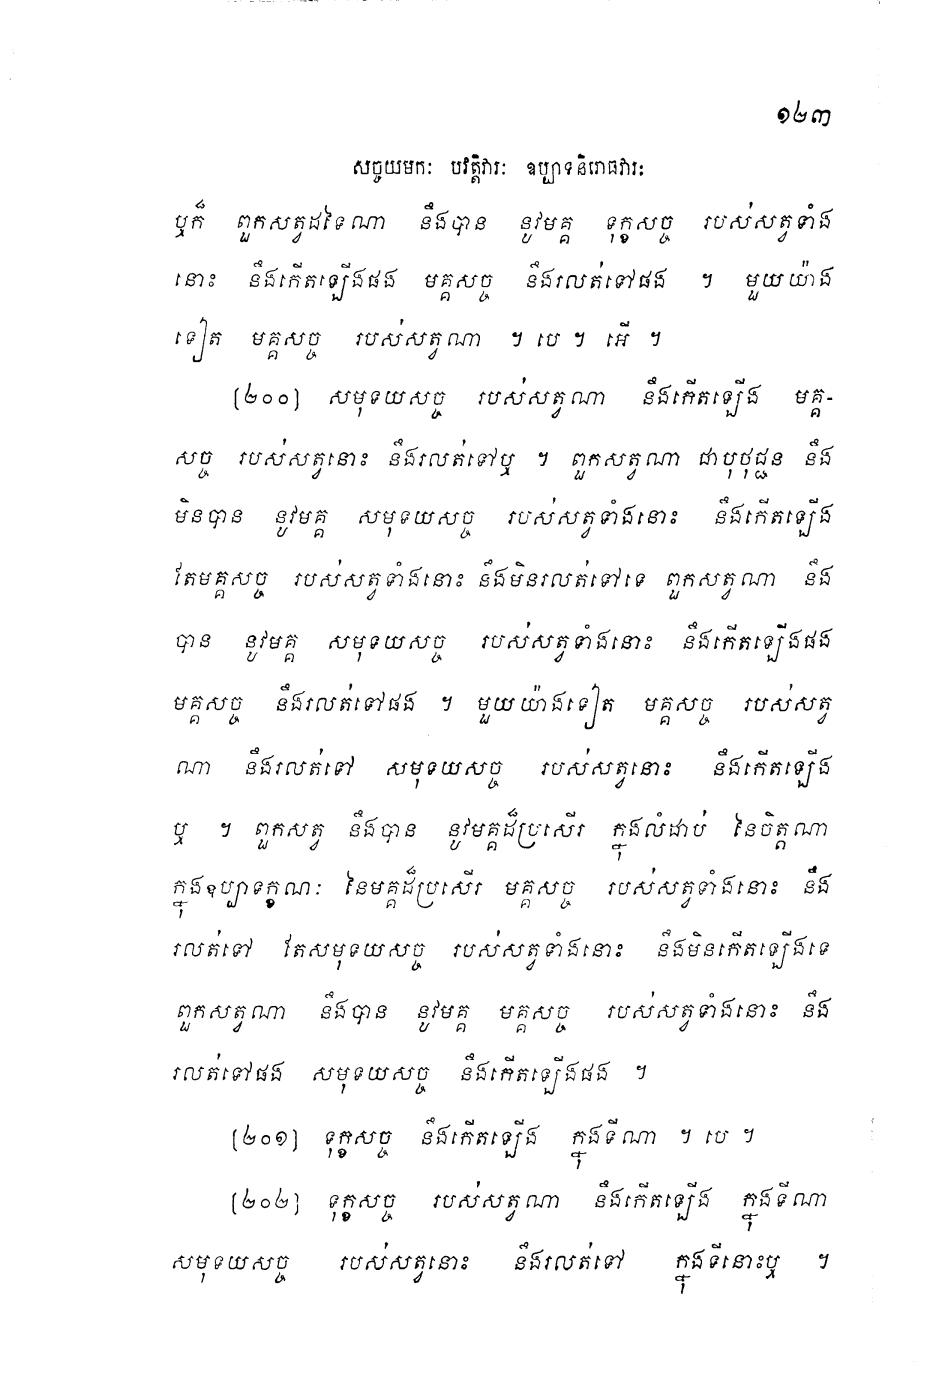 ១២៣
សច្ចយមកៈ បវត្តិវារៈ ឧប្បាទនិរោធវារៈ
ឬក៏ ពួកសត្វដទៃណា នឹងបាន នូវមគ្គ ទុក្ខសច្ច របស់សត្វទាំង
នោះ នឹងកើតឡើងផង មគ្គសច្ច នឹងរលត់ទៅផង ។ មួយយ៉ាង
ទៀត មគ្គសច្ច របស់សត្វណា ។ បេ ។ អើ ។
(២០០) សមុទយសច្ច របស់សត្វណា នឹងកើតឡើង មគ្គ-
សច្ច របស់សត្វនោះ នឹងរលត់ទៅឬ ។ ពួកសត្វណា ជាបុថុជ្ជន នឹង
មិនបាន នូវមគ្គ សមុទយសច្ច របស់សត្វទាំងនោះ នឹងកើតឡើង
តែមគ្គសច្ច របស់សត្វទាំងនោះ នឹងមិនរលត់ទៅទេ ពួកសត្វណា នឹង
បាន នូវមគ្គ សមុទយសច្ច របស់សត្វទាំងនោះ នឹងកើតឡើងផង
មគ្គសច្ច នឹងរលត់ទៅផង ។ មួយយ៉ាងទៀត មគ្គសច្ច របស់សត្វ
ណា នឹងរលត់ទៅ សមុទយសច្ច របស់សត្វនោះ នឹងកើតឡើង
ឬ ។ ពួកសត្វ នឹងបាន នូវមគ្គដ៏ប្រសើរ ក្នុងលំដាប់ នៃចិត្តណា
ក្នុងឧប្បាទក្ខណៈ នៃមគ្គដ៏ប្រសើរ មគ្គសច្ច របស់សត្វទាំងនោះ នឹង
រលត់ទៅ តែសមុទយសច្ច របស់សត្វទាំងនោះ នឹងមិនកើតឡើងទេ
ពួកសត្វណា នឹងបាន នូវមគ្គ មគ្គសច្ច របស់សត្វទាំងនោះ នឹង
រលត់ទៅផង សមុទយសច្ច នឹងកើតឡើងផង ។
(២០១) ទុក្ខសច្ច នឹងកើតឡើង ក្នុងទីណា ។ បេ ។
(២០២) ទុក្ខសច្ច របស់សត្វណា នឹងកើតឡើង ក្នុងទីណា
សមុទយសច្ច របស់សត្វនោះ នឹងរលត់ទៅ ក្នុងទីនោះឬ ។